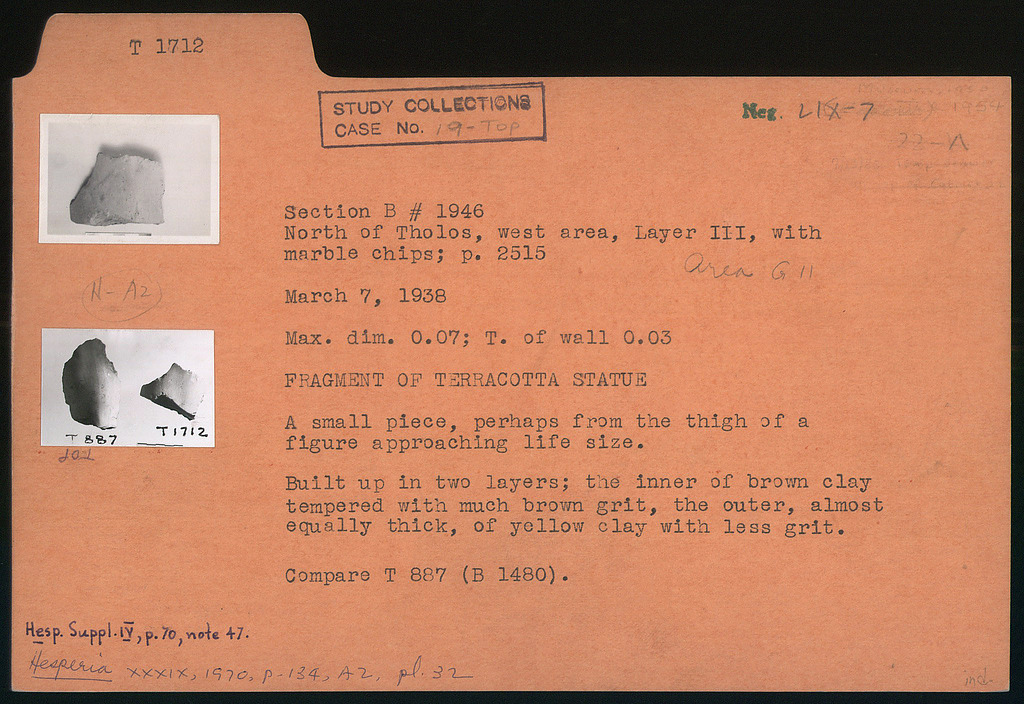 T 1712
STUDY COLLECTIONS
CASE No. 19-Top
Neg. LIX-7
1954
22-A
Section B # 1946
North of Tholos, west area, Layer III, with
marble chips; p. 2515
Area G 11
(H-A2)
March 7, 1938
Max. dim. 0.07; T. of wall 0.03
FRAGMENT OF TERRACOTTA STATUE
A small piece, perhaps from the thigh of a
figure approaching life size.
T 887 T1712
Built up in two layers; the inner of brown clay
tempered with much brown grit, the outer, almost
equally thick, of yellow clay with less grit.
Compare T 887 (B 1480).
Hesp. Suppl. IV, p. 70, note 47.
Hesperia XXXIX, 1970, p-134, A2, pl. 32
ind.